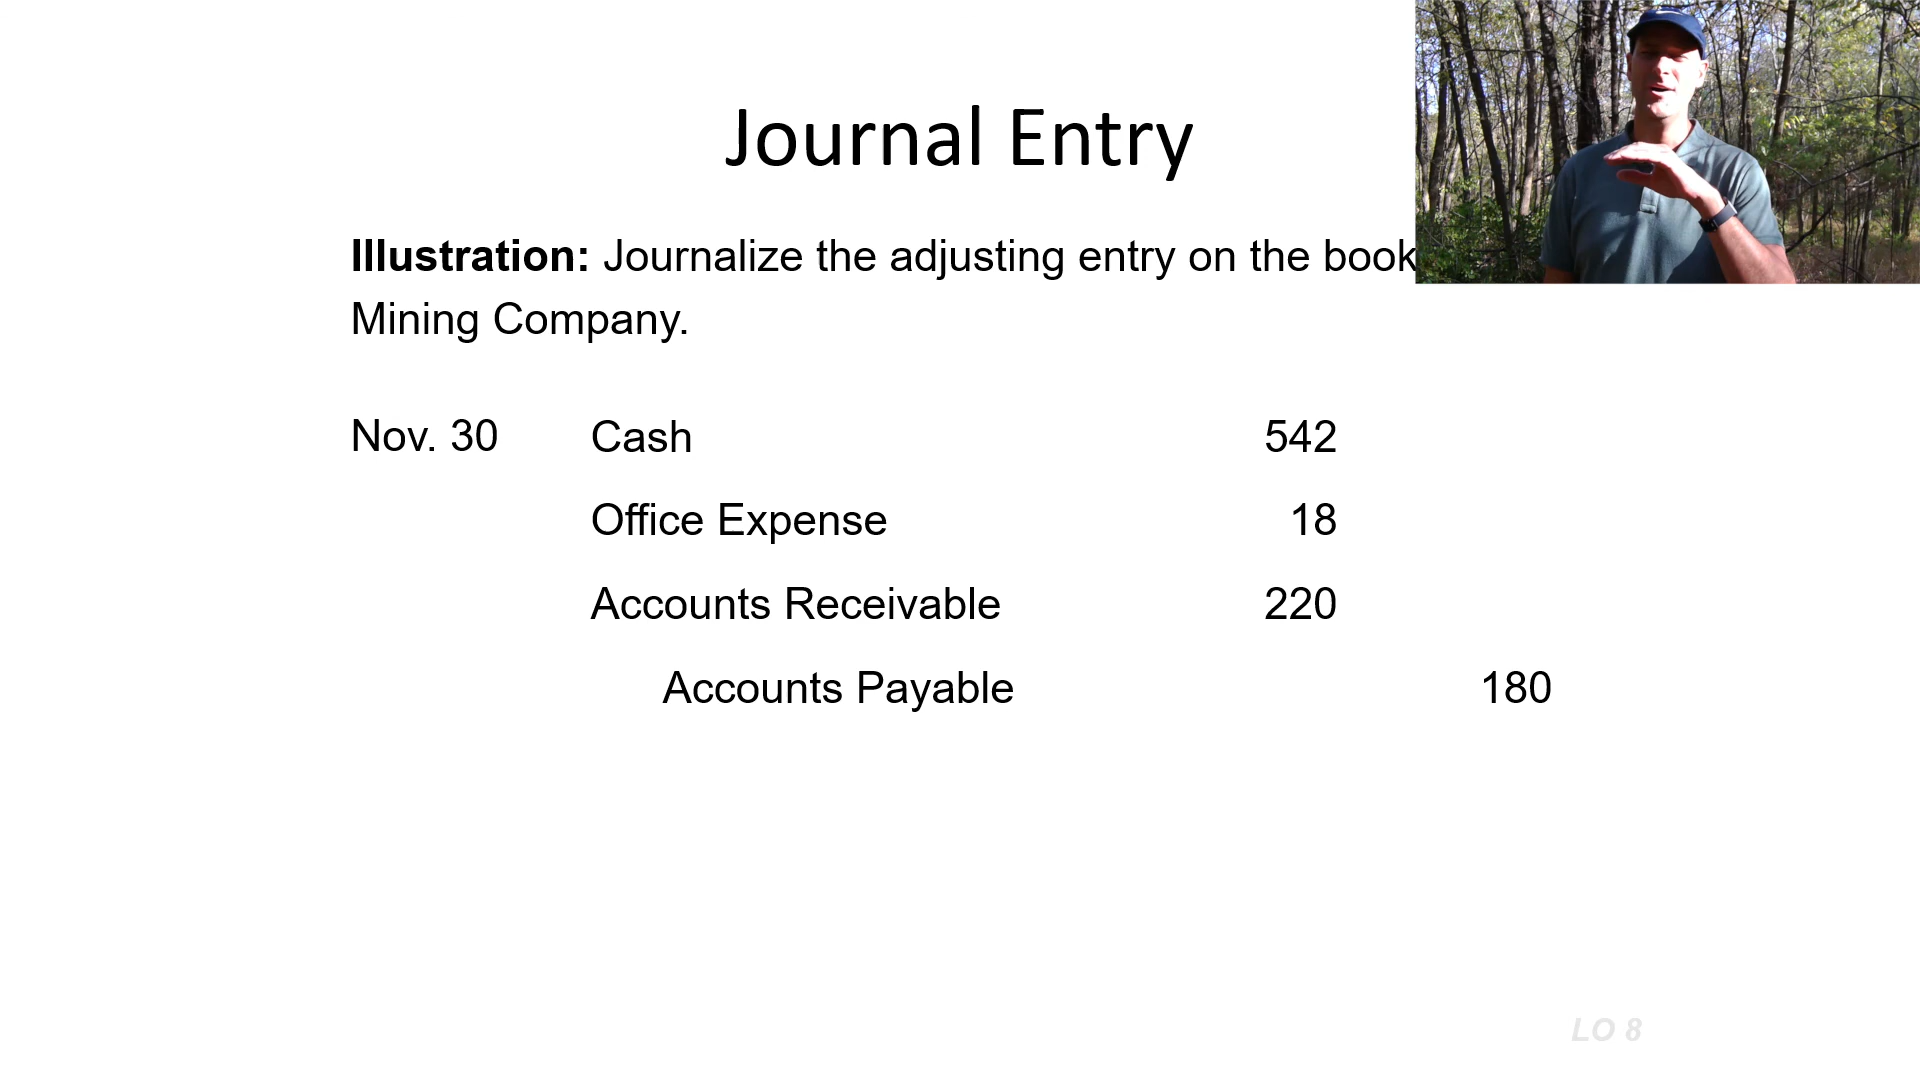 Journal Entry
Illustration: Journalize the adjusting entry on the book
Mining Company.
Nov. 30 Cash 542
Office Expense 18
Accounts Receivable 220
Accounts Payable 180
LO 8